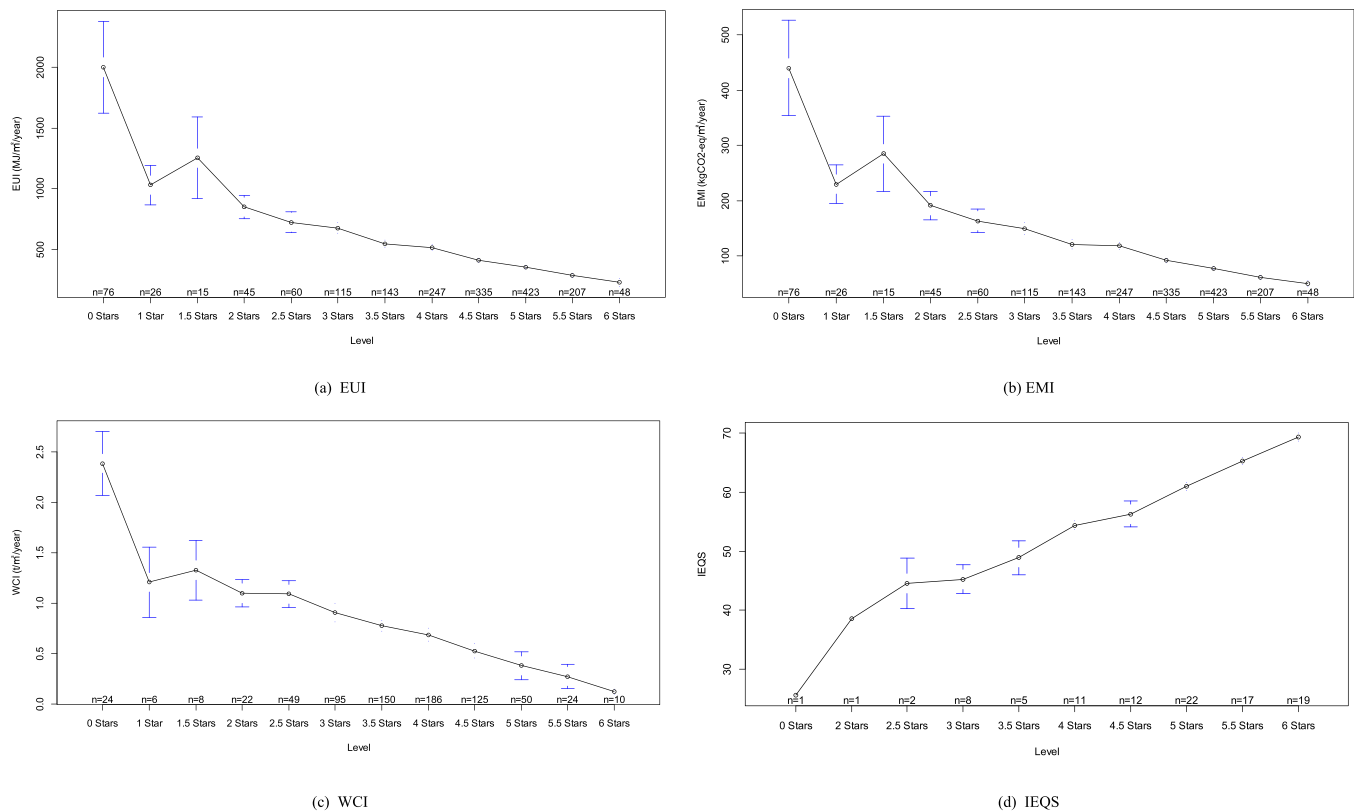 EUI (MJ/㎡/year)
2000
1500
1000
500
n=76 n=26 n=15 n=45 n=60 n=115 n=143 n=247 n=335 n=423 n=207 n=48
0 Stars 1 Star 1.5 Stars 2 Stars 2.5 Stars 3 Stars 3.5 Stars 4 Stars 4.5 Stars 5 Stars 5.5 Stars 6 Stars
Level
(a) EUI
EMI (kgCO2-eq/㎡/year)
500
400
300
200
100
n=76 n=26 n=15 n=45 n=60 n=115 n=143 n=247 n=335 n=423 n=207 n=48
0 Stars 1 Star 1.5 Stars 2 Stars 2.5 Stars 3 Stars 3.5 Stars 4 Stars 4.5 Stars 5 Stars 5.5 Stars 6 Stars
Level
(b) EMI
WCI (t/㎡/year)
2.5
2.0
1.5
1.0
0.5
0.0
n=24 n=6 n=8 n=22 n=49 n=95 n=150 n=186 n=125 n=50 n=24 n=10
0 Stars 1 Star 1.5 Stars 2 Stars 2.5 Stars 3 Stars 3.5 Stars 4 Stars 4.5 Stars 5 Stars 5.5 Stars 6 Stars
Level
(c) WCI
IEQS
70
60
50
40
30
n=1 n=1 n=2 n=8 n=5 n=11 n=12 n=22 n=17 n=19
0 Stars 2 Stars 2.5 Stars 3 Stars 3.5 Stars 4 Stars 4.5 Stars 5 Stars 5.5 Stars 6 Stars
Level
(d) IEQS